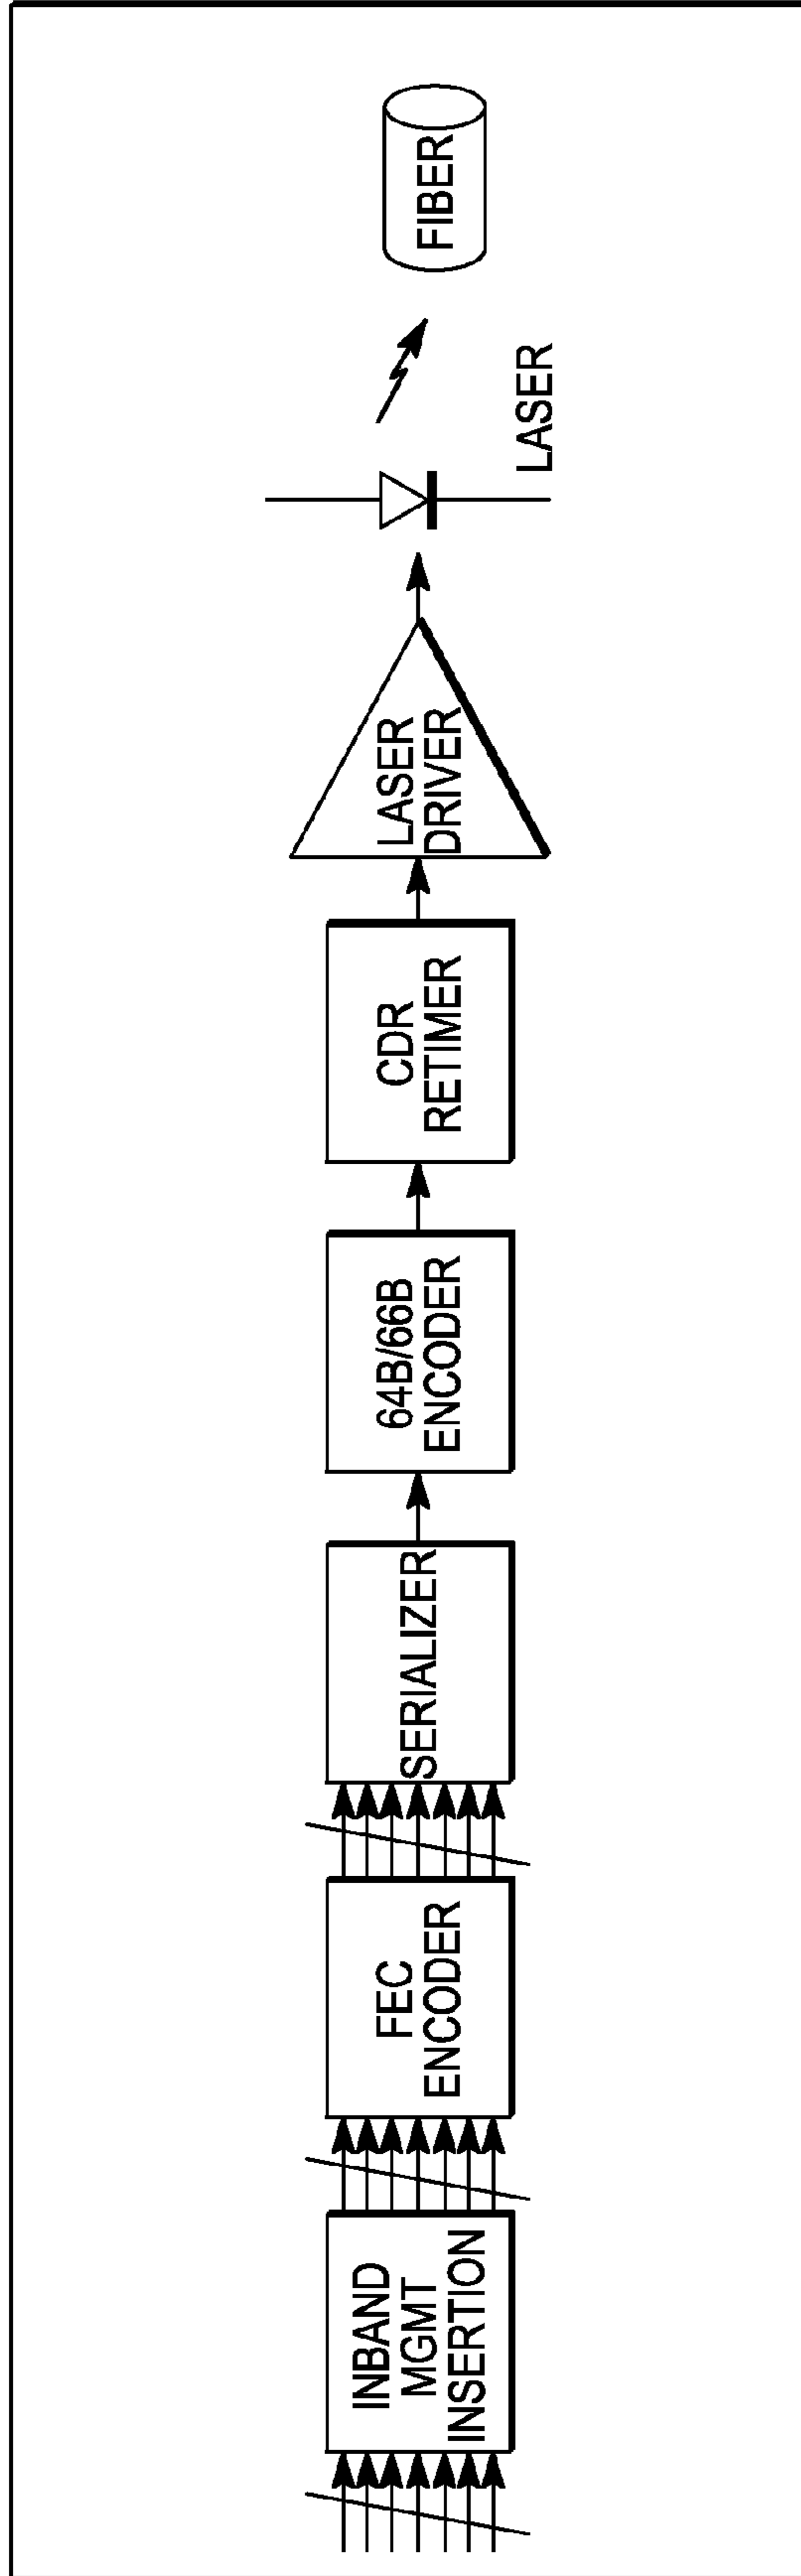 INBAND
MGMT
INSERTION
FEC
ENCODER
SERIALIZER
64B/66B
ENCODER
CDR
RETIMER
LASER
DRIVER
LASER
FIBER